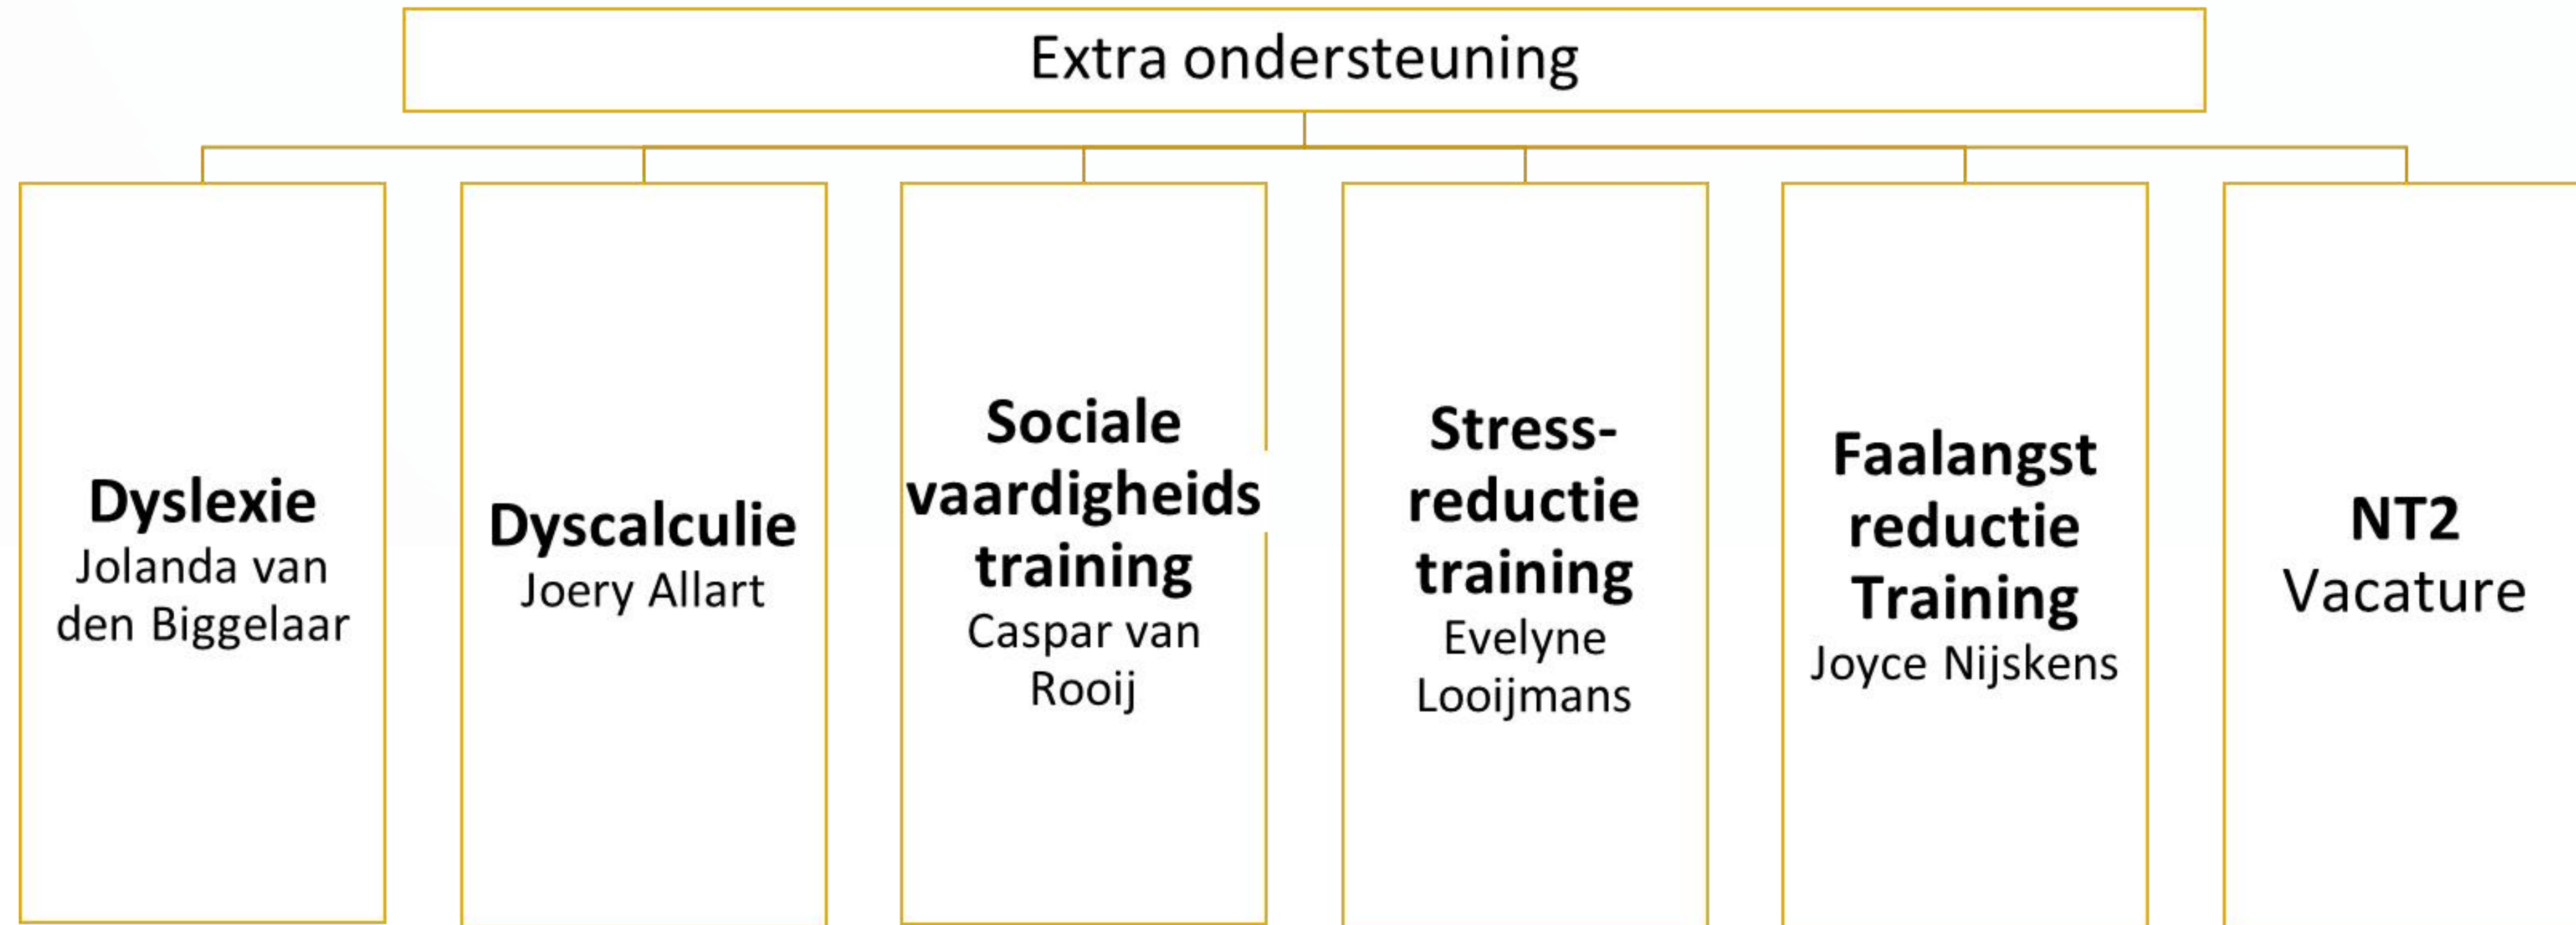 Extra ondersteuning
Dyslexie
Jolanda van
den Biggelaar
Dyscalculie
Joery Allart
Sociale
vaardigheids
training
Caspar van
Rooij
Stress-
reductie
training
Evelyne
Looijmans
Faalangst
reductie
Training
Joyce Nijskens
NT2
Vacature